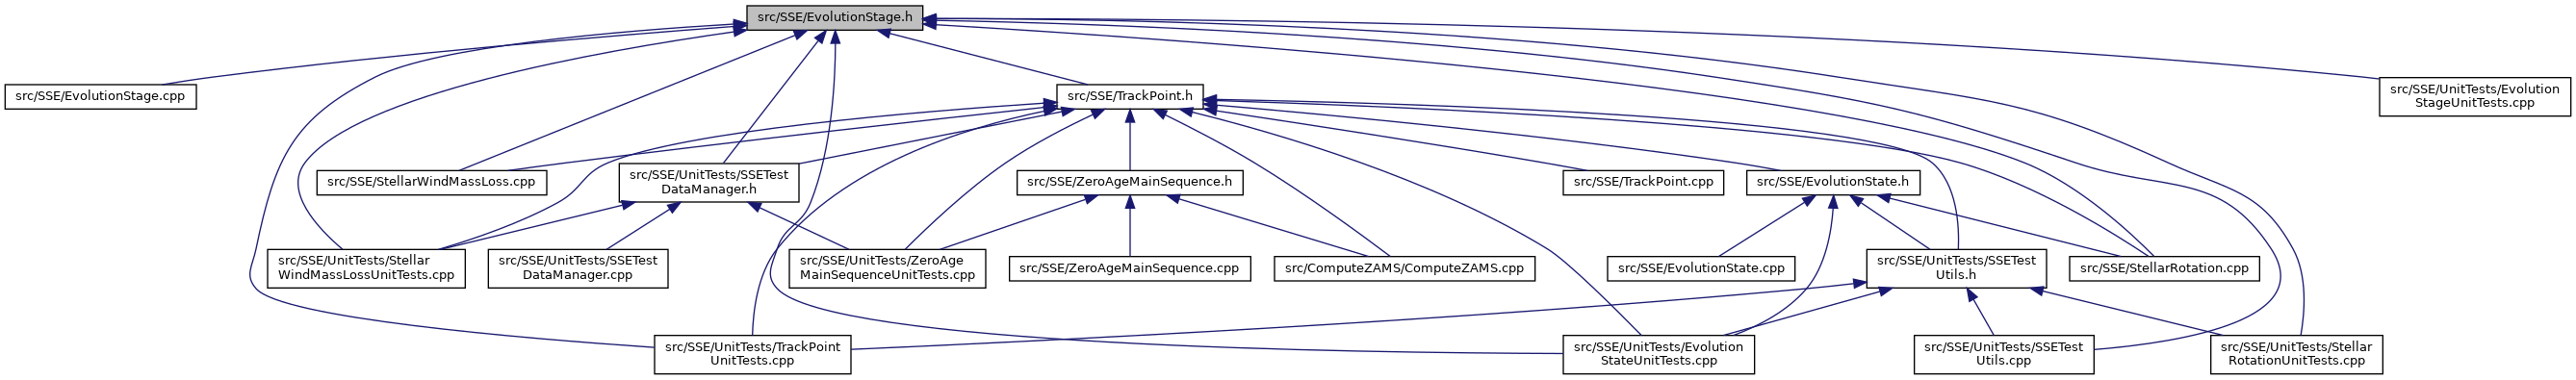 src/SSE/EvolutionStage.h
src/SSE/EvolutionStage.cpp
src/SSE/TrackPoint.h
src/SSE/UnitTests/Evolution
StageUnitTests.cpp
src/SSE/StellarWindMassLoss.cpp
src/SSE/UnitTests/SSETest
DataManager.h
src/SSE/ZeroAgeMainSequence.h
src/SSE/TrackPoint.cpp
src/SSE/EvolutionState.h
src/SSE/UnitTests/Stellar
WindMassLossUnitTests.cpp
src/SSE/UnitTests/SSETest
DataManager.cpp
src/SSE/UnitTests/ZeroAge
MainSequenceUnitTests.cpp
src/SSE/ZeroAgeMainSequence.cpp
src/ComputeZAMS/ComputeZAMS.cpp
src/SSE/EvolutionState.cpp
src/SSE/UnitTests/SSETest
Utils.h
src/SSE/StellarRotation.cpp
src/SSE/UnitTests/TrackPoint
UnitTests.cpp
src/SSE/UnitTests/Evolution
StateUnitTests.cpp
src/SSE/UnitTests/SSETest
Utils.cpp
src/SSE/UnitTests/Stellar
RotationUnitTests.cpp